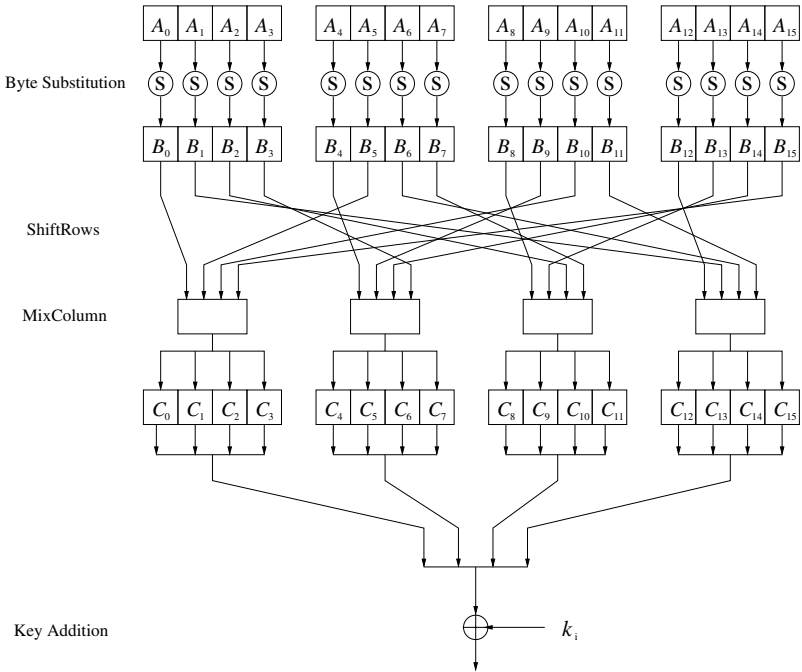 A₀ A₁ A₂ A₃ A₄ A₅ A₆ A₇ A₈ A₉ A₁₀ A₁₁ A₁₂ A₁₃ A₁₄ A₁₅
Byte Substitution S S S S S S S S S S S S S S S S
B₀ B₁ B₂ B₃ B₄ B₅ B₆ B₇ B₈ B₉ B₁₀ B₁₁ B₁₂ B₁₃ B₁₄ B₁₅
ShiftRows
MixColumn
C₀ C₁ C₂ C₃ C₄ C₅ C₆ C₇ C₈ C₉ C₁₀ C₁₁ C₁₂ C₁₃ C₁₄ C₁₅
Key Addition kᵢ